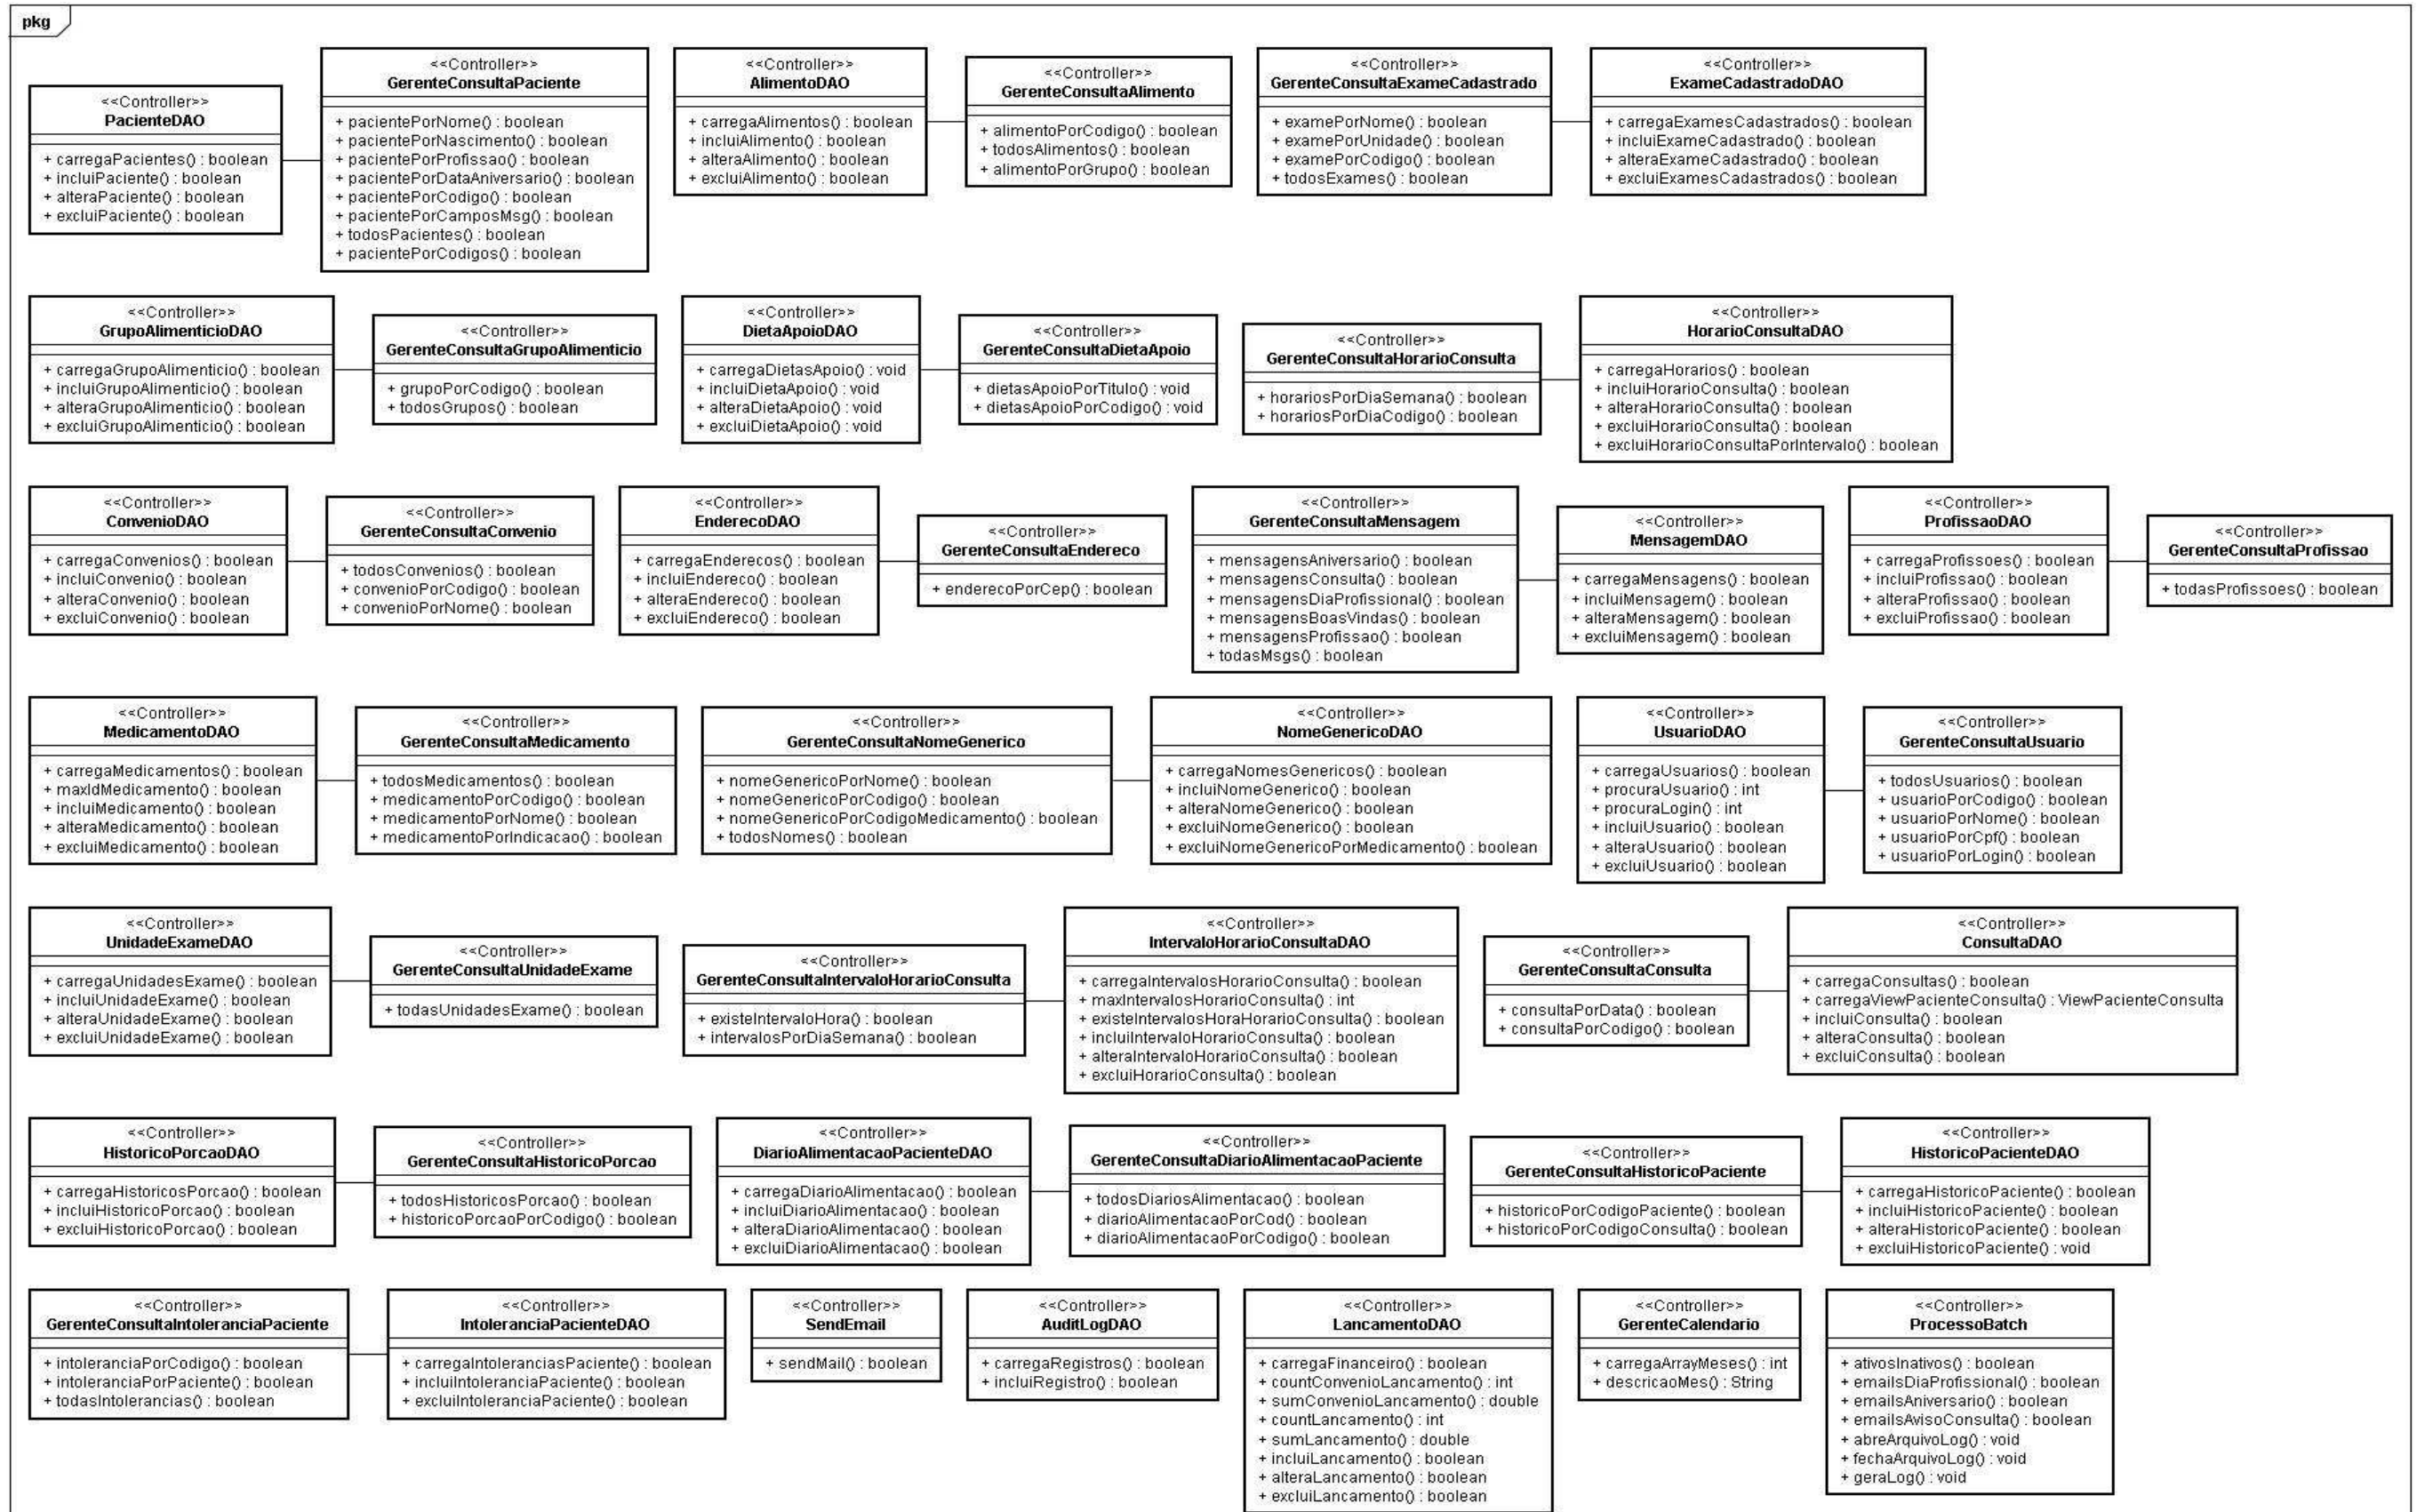 pkg
<<Controller>>
PacienteDAO
+ carregaPacientes() : boolean
+ incluiPaciente() : boolean
+ alteraPaciente() : boolean
+ excluiPaciente() : boolean
<<Controller>>
GerenteConsultaPaciente
+ pacientePorNome() : boolean
+ pacientePorNascimento() : boolean
+ pacientePorProfissao() : boolean
+ pacientePorDataAniversario() : boolean
+ pacientePorCodigo() : boolean
+ pacientePorCamposMsg() : boolean
+ todosPacientes() : boolean
+ pacientePorCodigos() : boolean
<<Controller>>
AlimentoDAO
+ carregaAlimentos() : boolean
+ incluiAlimento() : boolean
+ alteraAlimento() : boolean
+ excluiAlimento() : boolean
<<Controller>>
GerenteConsultaAlimento
+ alimentoPorCodigo() : boolean
+ todosAlimentos() : boolean
+ alimentoPorGrupo() : boolean
<<Controller>>
GerenteConsultaExameCadastrado
+ examePorNome() : boolean
+ examePorUnidade() : boolean
+ examePorCodigo() : boolean
+ todosExames() : boolean
<<Controller>>
ExameCadastradoDAO
+ carregaExamesCadastrados() : boolean
+ incluiExameCadastrado() : boolean
+ alteraExameCadastrado() : boolean
+ excluiExamesCadastrados() : boolean
<<Controller>>
GrupoAlimenticioDAO
+ carregaGrupoAlimenticio() : boolean
+ incluiGrupoAlimenticio() : boolean
+ alteraGrupoAlimenticio() : boolean
+ excluiGrupoAlimenticio() : boolean
<<Controller>>
GerenteConsultaGrupoAlimenticio
+ grupoPorCodigo() : boolean
+ todosGrupos() : boolean
<<Controller>>
DietaApoioDAO
+ carregaDietasApoio() : void
+ incluiDietaApoio() : void
+ alteraDietaApoio() : void
+ excluiDietaApoio() : void
<<Controller>>
GerenteConsultaDietaApoio
+ dietasApoioPorTitulo() : void
+ dietasApoioPorCodigo() : void
<<Controller>>
GerenteConsultaHorarioConsulta
+ horariosPorDiaSemana() : boolean
+ horariosPorDiaCodigo() : boolean
<<Controller>>
HorarioConsultaDAO
+ carregaHorarios() : boolean
+ incluiHorarioConsulta() : boolean
+ alteraHorarioConsulta() : boolean
+ excluiHorarioConsulta() : boolean
+ excluiHorarioConsultaPorIntervalo() : boolean
<<Controller>>
ConvenioDAO
+ carregaConvenios() : boolean
+ incluiConvenio() : boolean
+ alteraConvenio() : boolean
+ excluiConvenio() : boolean
<<Controller>>
GerenteConsultaConvenio
+ todosConvenios() : boolean
+ convenioPorCodigo() : boolean
+ convenioPorNome() : boolean
<<Controller>>
EnderecoDAO
+ carregaEnderecos() : boolean
+ incluiEndereco() : boolean
+ alteraEndereco() : boolean
+ excluiEndereco() : boolean
<<Controller>>
GerenteConsultaEndereco
+ enderecoPorCep() : boolean
<<Controller>>
GerenteConsultaMensagem
+ mensagensAniversario() : boolean
+ mensagensConsulta() : boolean
+ mensagensDiaProfissional() : boolean
+ mensagensBoasVindas() : boolean
+ mensagensProfissao() : boolean
+ todasMsgs() : boolean
<<Controller>>
MensagemDAO
+ carregaMensagens() : boolean
+ incluiMensagem() : boolean
+ alteraMensagem() : boolean
+ excluiMensagem() : boolean
<<Controller>>
ProfissaoDAO
+ carregaProfissoes() : boolean
+ incluiProfissao() : boolean
+ alteraProfissao() : boolean
+ excluiProfissao() : boolean
<<Controller>>
GerenteConsultaProfissao
+ todasProfissoes() : boolean
<<Controller>>
MedicamentoDAO
+ carregaMedicamentos() : boolean
+ maxIdMedicamento() : boolean
+ incluiMedicamento() : boolean
+ alteraMedicamento() : boolean
+ excluiMedicamento() : boolean
<<Controller>>
GerenteConsultaMedicamento
+ todosMedicamentos() : boolean
+ medicamentoPorCodigo() : boolean
+ medicamentoPorNome() : boolean
+ medicamentoPorIndicacao() : boolean
<<Controller>>
GerenteConsultaNomeGenerico
+ nomeGenericoPorNome() : boolean
+ nomeGenericoPorCodigo() : boolean
+ nomeGenericoPorCodigoMedicamento() : boolean
+ todosNomes() : boolean
<<Controller>>
NomeGenericoDAO
+ carregaNomesGenericos() : boolean
+ incluiNomeGenerico() : boolean
+ alteraNomeGenerico() : boolean
+ excluiNomeGenerico() : boolean
+ excluiNomeGenericoPorMedicamento() : boolean
<<Controller>>
UsuarioDAO
+ carregaUsuarios() : boolean
+ procuraUsuario() : int
+ procuraLogin() : int
+ incluiUsuario() : boolean
+ alteraUsuario() : boolean
+ excluiUsuario() : boolean
<<Controller>>
GerenteConsultaUsuario
+ todosUsuarios() : boolean
+ usuarioPorCodigo() : boolean
+ usuarioPorNome() : boolean
+ usuarioPorCpf() : boolean
+ usuarioPorLogin() : boolean
<<Controller>>
UnidadeExameDAO
+ carregaUnidadesExame() : boolean
+ incluiUnidadeExame() : boolean
+ alteraUnidadeExame() : boolean
+ excluiUnidadeExame() : boolean
<<Controller>>
GerenteConsultaUnidadeExame
+ todasUnidadesExame() : boolean
<<Controller>>
GerenteConsultaIntervaloHorarioConsulta
+ existeIntervaloHora() : boolean
+ intervalosPorDiaSemana() : boolean
<<Controller>>
IntervaloHorarioConsultaDAO
+ carregaIntervalosHorarioConsulta() : boolean
+ maxIntervalosHorarioConsulta() : int
+ existeIntervalosHoraHorarioConsulta() : boolean
+ incluiIntervaloHorarioConsulta() : boolean
+ alteraIntervaloHorarioConsulta() : boolean
+ excluiHorarioConsulta() : boolean
<<Controller>>
GerenteConsultaConsulta
+ consultaPorData() : boolean
+ consultaPorCodigo() : boolean
<<Controller>>
ConsultaDAO
+ carregaConsultas() : boolean
+ carregaViewPacienteConsulta() : ViewPacienteConsulta
+ incluiConsulta() : boolean
+ alteraConsulta() : boolean
+ excluiConsulta() : boolean
<<Controller>>
HistoricoPorcaoDAO
+ carregaHistoricosPorcao() : boolean
+ incluiHistoricoPorcao() : boolean
+ excluiHistoricoPorcao() : boolean
<<Controller>>
GerenteConsultaHistoricoPorcao
+ todosHistoricosPorcao() : boolean
+ historicoPorcaoPorCodigo() : boolean
<<Controller>>
DiarioAlimentacaoPacienteDAO
+ carregaDiarioAlimentacao() : boolean
+ incluiDiarioAlimentacao() : boolean
+ alteraDiarioAlimentacao() : boolean
+ excluiDiarioAlimentacao() : boolean
<<Controller>>
GerenteConsultaDiarioAlimentacaoPaciente
+ todosDiariosAlimentacao() : boolean
+ diarioAlimentacaoPorCod() : boolean
+ diarioAlimentacaoPorCodigo() : boolean
<<Controller>>
GerenteConsultaHistoricoPaciente
+ historicoPorCodigoPaciente() : boolean
+ historicoPorCodigoConsulta() : boolean
<<Controller>>
HistoricoPacienteDAO
+ carregaHistoricoPaciente() : boolean
+ incluiHistoricoPaciente() : boolean
+ alteraHistoricoPaciente() : boolean
+ excluiHistoricoPaciente() : void
<<Controller>>
GerenteConsultaIntoleranciaPaciente
+ intoleranciaPorCodigo() : boolean
+ intoleranciaPorPaciente() : boolean
+ todasIntolerancias() : boolean
<<Controller>>
IntoleranciaPacienteDAO
+ carregaIntoleranciasPaciente() : boolean
+ incluiIntoleranciaPaciente() : boolean
+ excluiIntoleranciaPaciente() : boolean
<<Controller>>
SendEmail
+ sendMail() : boolean
<<Controller>>
AuditLogDAO
+ carregaRegistros() : boolean
+ incluiRegistro() : boolean
<<Controller>>
LancamentoDAO
+ carregaFinanceiro() : boolean
+ countConvenioLancamento() : int
+ sumConvenioLancamento() : double
+ countLancamento() : int
+ sumLancamento() : double
+ incluiLancamento() : boolean
+ alteraLancamento() : boolean
+ excluiLancamento() : boolean
<<Controller>>
GerenteCalendario
+ carregaArrayMeses() : int
+ descricaoMes() : String
<<Controller>>
ProcessoBatch
+ ativosInativos() : boolean
+ emailsDiaProfissional() : boolean
+ emailsAniversario() : boolean
+ emailsAvisoConsulta() : boolean
+ abreArquivoLog() : void
+ fechaArquivoLog() : void
+ geraLog() : void